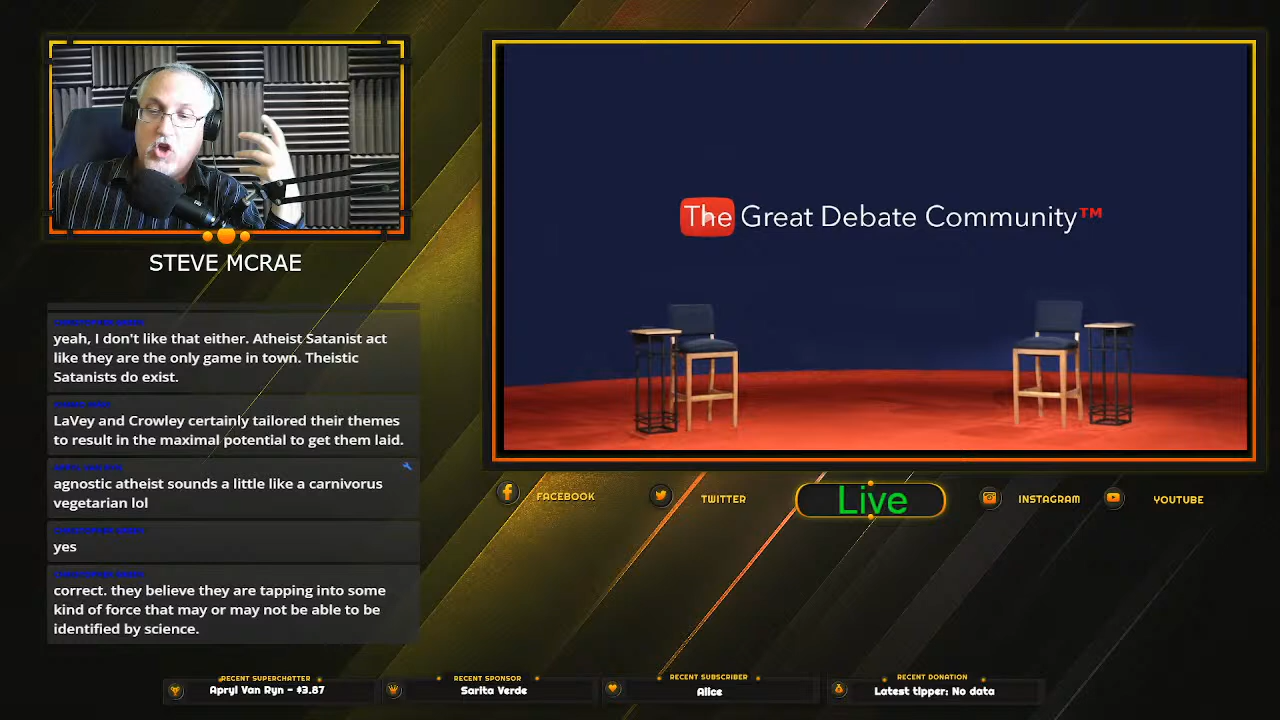 STEVE MCRAE
yeah, I don't like that either. Atheist Satanist act
like they are the only game in town. Theistic
Satanists do exist.
LaVey and Crowley certainly tailored their themes
to result in the maximal potential to get them laid.
agnostic atheist sounds a little like a carnivorus
vegetarian lol
yes
correct. they believe they are tapping into some
kind of force that may or may not be able to be
identified by science.
The Great Debate Community™
FACEBOOK
TWITTER
Live
INSTAGRAM
YOUTUBE
RECENT SUPERCHATTER
Apryl Van Ryn - $3.87
RECENT SPONSOR
Sarita Verde
RECENT SUBSCRIBER
Alice
RECENT DONATION
Latest tipper: No data